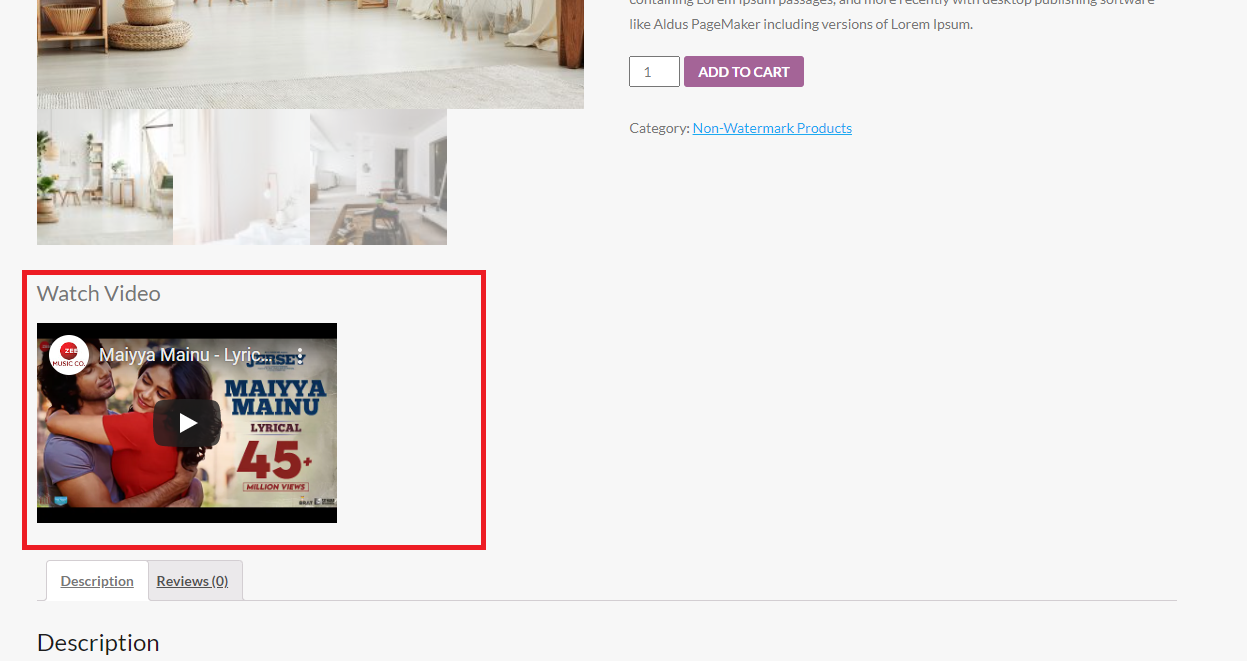 containing Lorem Ipsum passages, and more recently with desktop publishing software
like Aldus PageMaker including versions of Lorem Ipsum.
1
ADD TO CART
Category: Non-Watermark Products
Watch Video
ZEE
MUSIC CO.
Maiyya Mainu - Lyric...
JERSEY
MAIYYA
MAINU
LYRICAL
45+
MILLION VIEWS
Description
Reviews (0)
Description